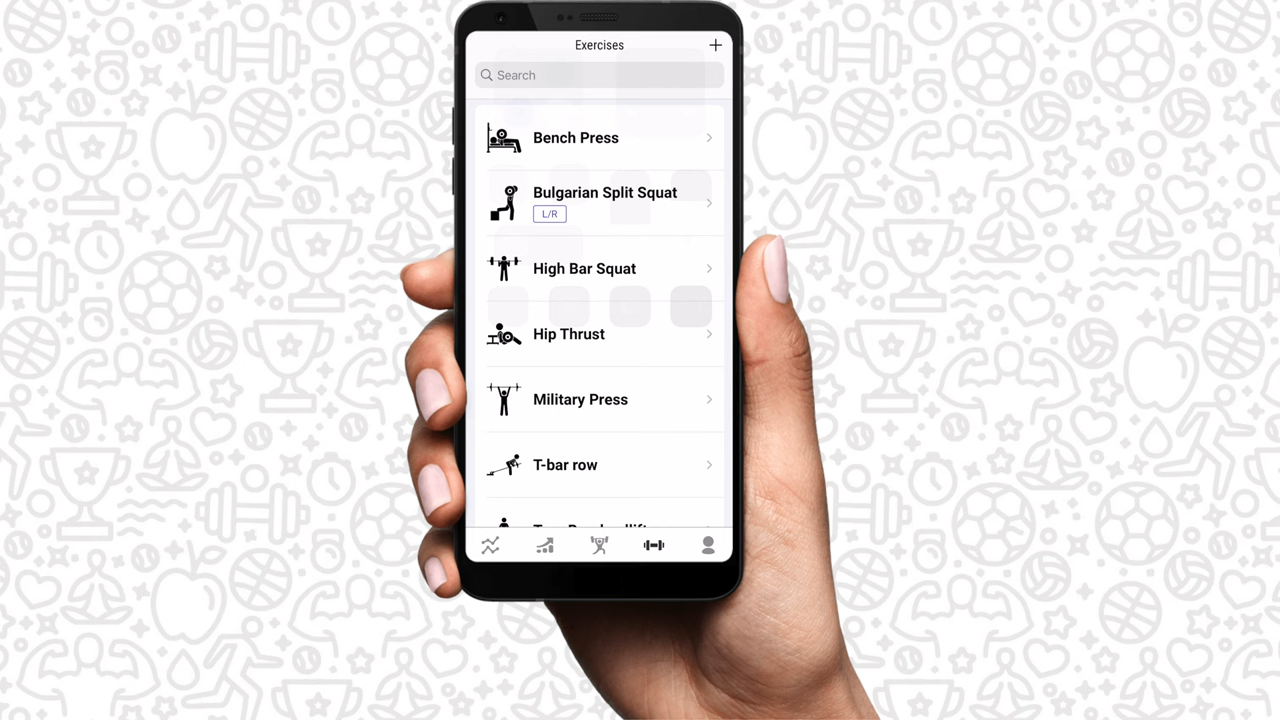 Exercises
Search
Bench Press
Bulgarian Split Squat
L/R
High Bar Squat
Hip Thrust
Military Press
T-bar row